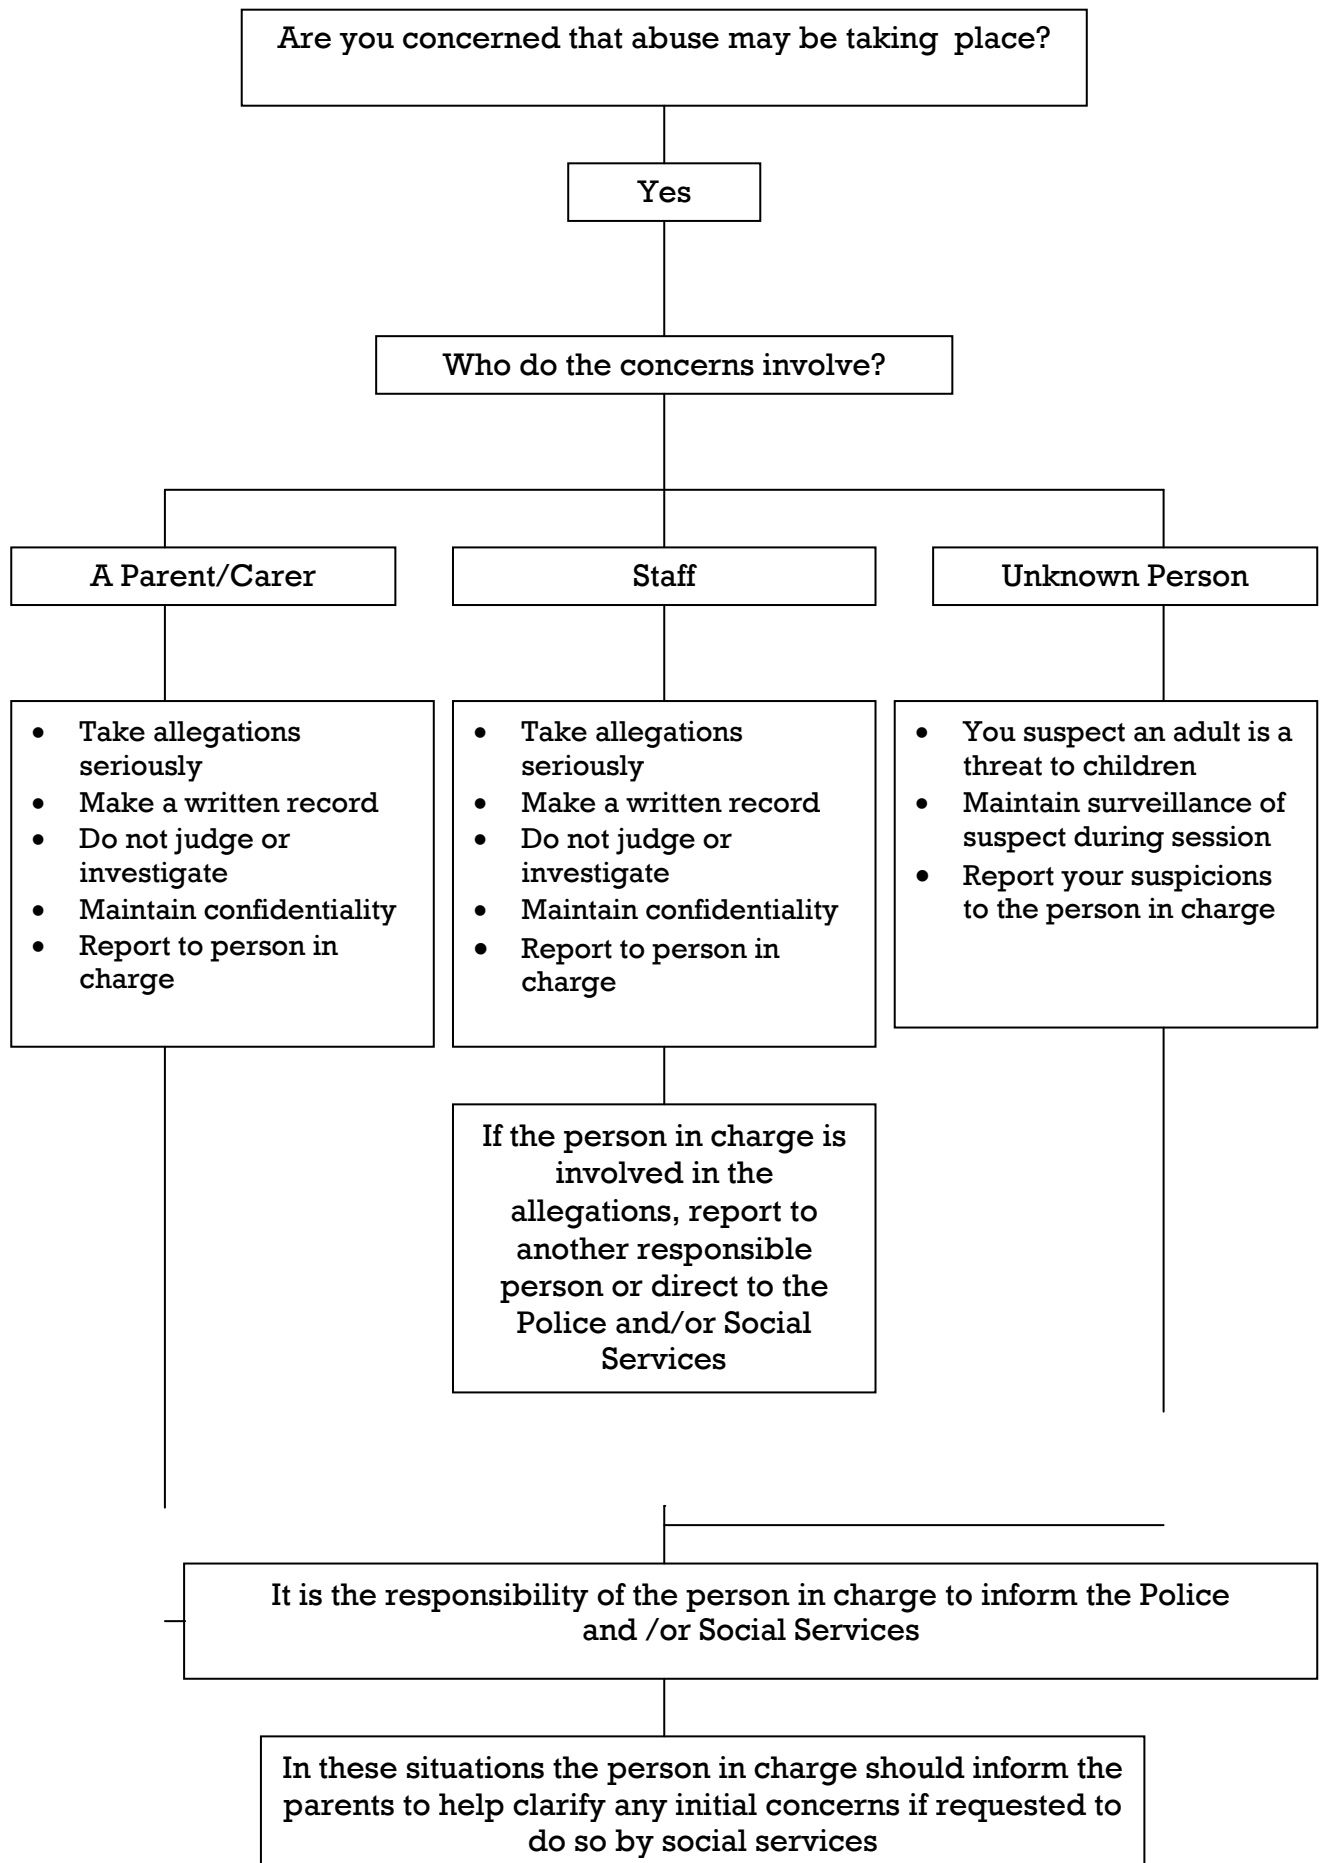 Are you concerned that abuse may be taking place?
Yes
Who do the concerns involve?
A Parent/Carer
Staff
Unknown Person
• Take allegations
seriously
• Make a written record
• Do not judge or
investigate
• Maintain confidentiality
• Report to person in
charge
• Take allegations
seriously
• Make a written record
• Do not judge or
investigate
• Maintain confidentiality
• Report to person in
charge
• You suspect an adult is a
threat to children
• Maintain surveillance of
suspect during session
• Report your suspicions
to the person in charge
If the person in charge is
involved in the
allegations, report to
another responsible
person or direct to the
Police and/or Social
Services
It is the responsibility of the person in charge to inform the Police
and /or Social Services
In these situations the person in charge should inform the
parents to help clarify any initial concerns if requested to
do so by social services